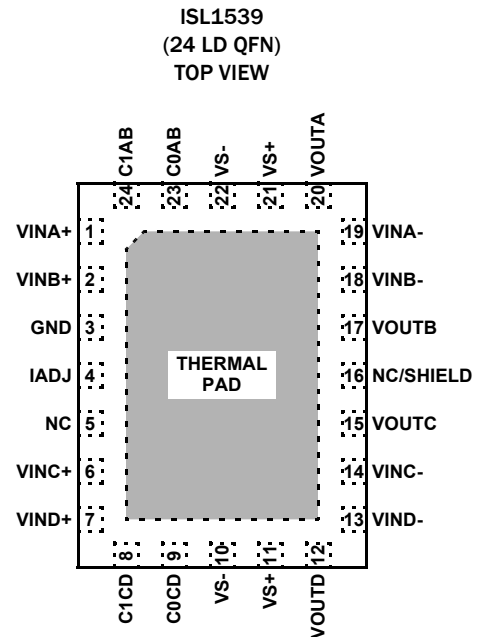 ISL1539
(24 LD QFN)
TOP VIEW
C1AB
C0AB
VS-
VS+
VOUTA
24
23
22
21
20
VINA+ 1
19 VINA-
VINB+ 2
18 VINB-
GND 3
17 VOUTB
IADJ 4
THERMAL
PAD
16 NC/SHIELD
NC 5
15 VOUTC
VINC+ 6
14 VINC-
VIND+ 7
13 VIND-
8
9
10
11
12
C1CD
C0CD
VS-
VS+
VOUTD